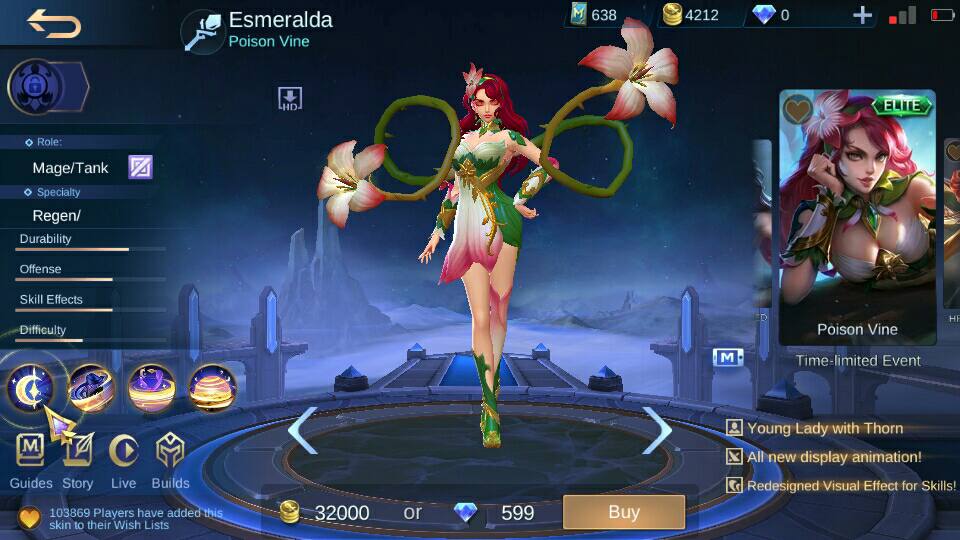 Esmeralda
Poison Vine
638
4212
0
HD
Role:
Mage/Tank
Specialty
Regen/
Durability
Offense
Skill Effects
Difficulty
ELITE
Poison Vine
Time-limited Event
M
Young Lady with Thorn
All new display animation!
Redesigned Visual Effect for Skills!
Guides
Story
Live
Builds
103869 Players have added this
skin to their Wish Lists
32000 or 599
Buy